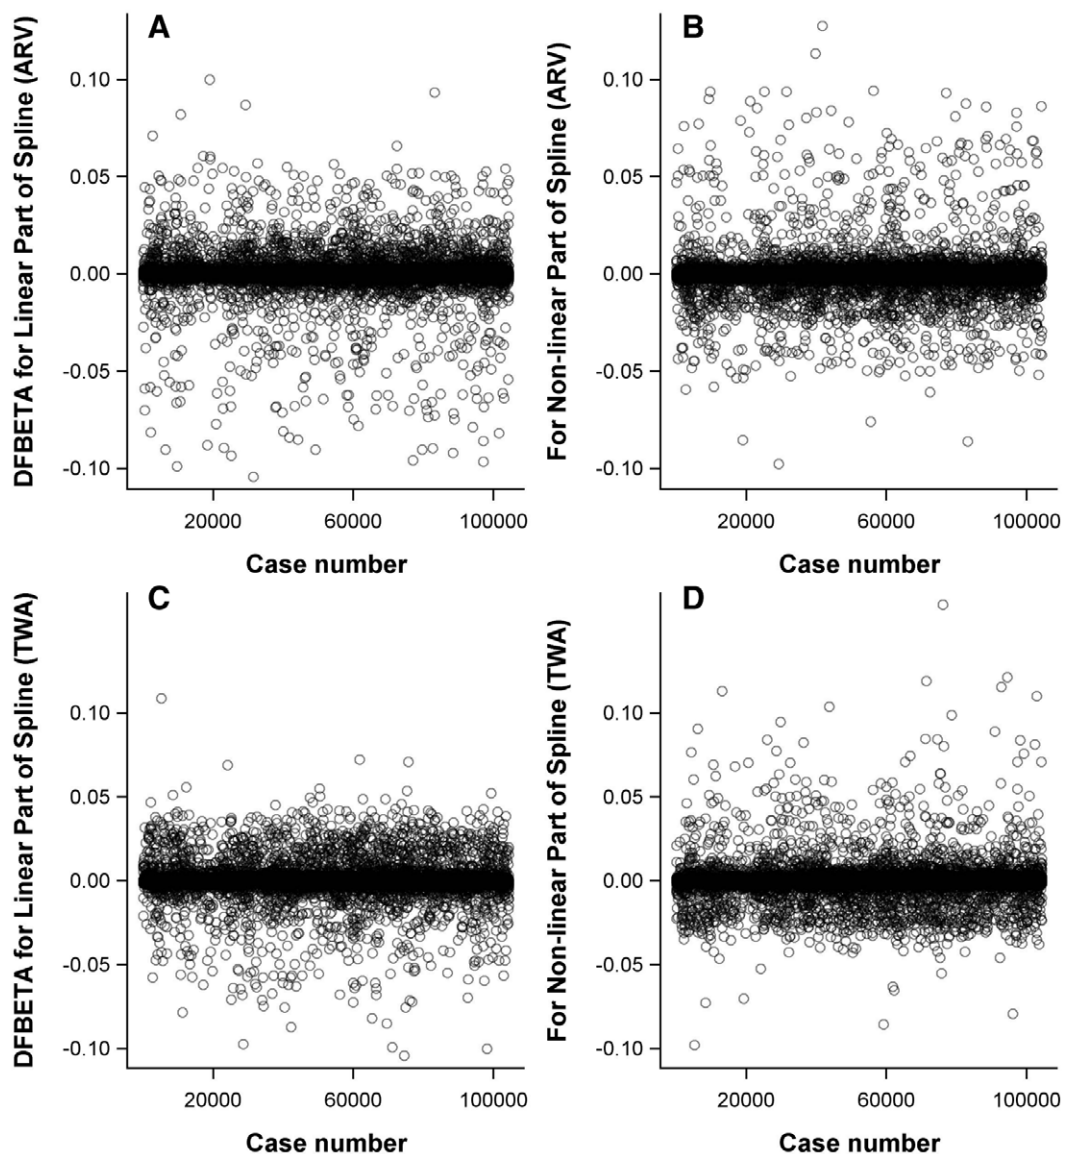 A
DFBETA for Linear Part of Spline (ARV)
0.10
0.05
0.00
-0.05
-0.10
20000 60000 100000
Case number
B
For Non-linear Part of Spline (ARV)
0.10
0.05
0.00
-0.05
-0.10
20000 60000 100000
Case number
C
DFBETA for Linear Part of Spline (TWA)
0.10
0.05
0.00
-0.05
-0.10
20000 60000 100000
Case number
D
For Non-linear Part of Spline (TWA)
0.10
0.05
0.00
-0.05
-0.10
20000 60000 100000
Case number